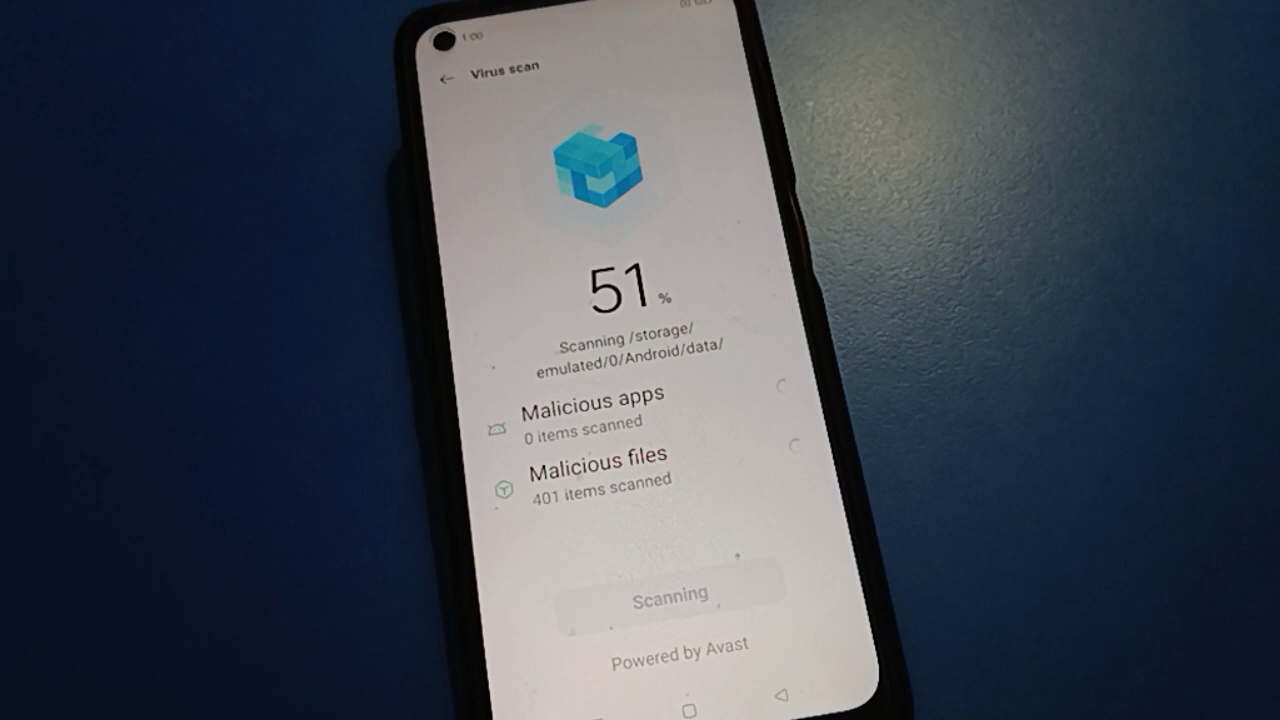 1:00
Virus scan
51 %
Scanning /storage/
emulated/0/Android/data/
Malicious apps
0 items scanned
Malicious files
401 items scanned
Scanning
Powered by Avast